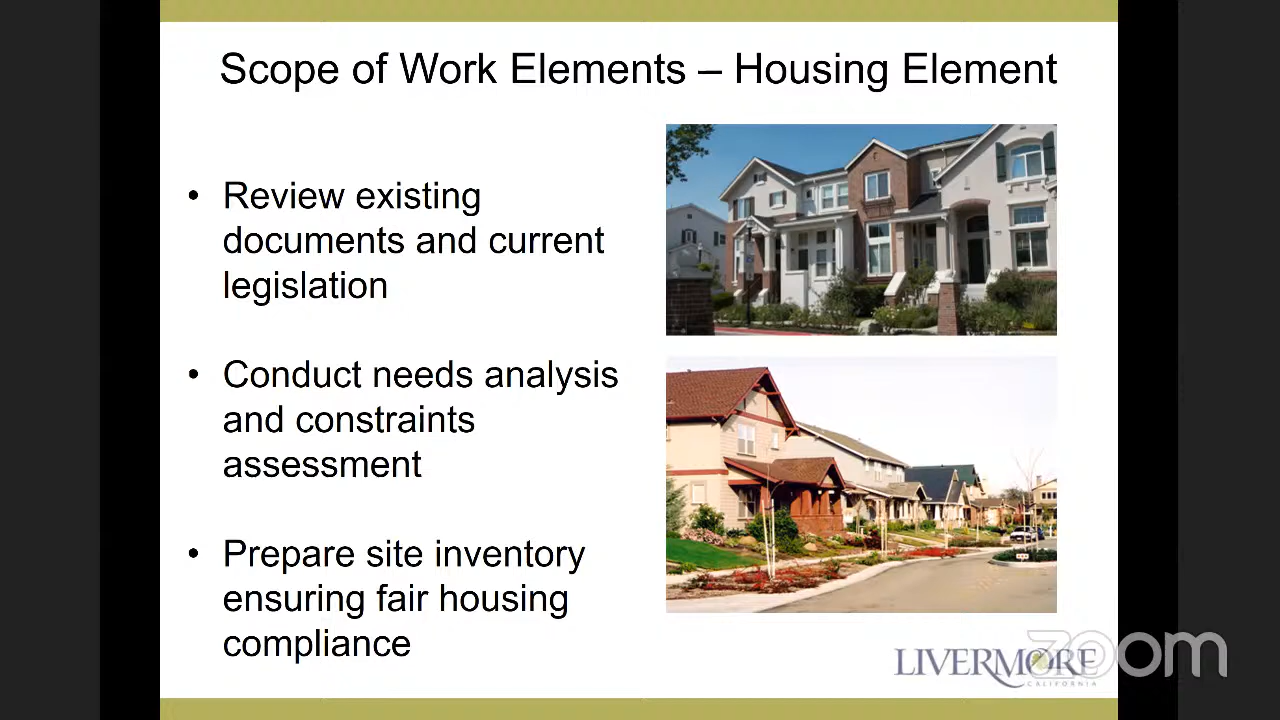 Scope of Work Elements – Housing Element
• Review existing
documents and current
legislation
• Conduct needs analysis
and constraints
assessment
• Prepare site inventory
ensuring fair housing
compliance
LIVERMORE
CALIFORNIA
zoom